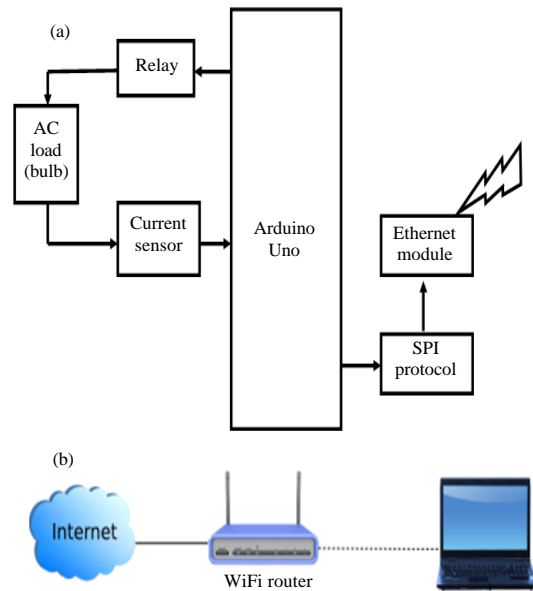 (a)
Relay
AC
load
(bulb)
Current
sensor
Arduino
Uno
Ethernet
module
SPI
protocol
(b)
Internet
WiFi router